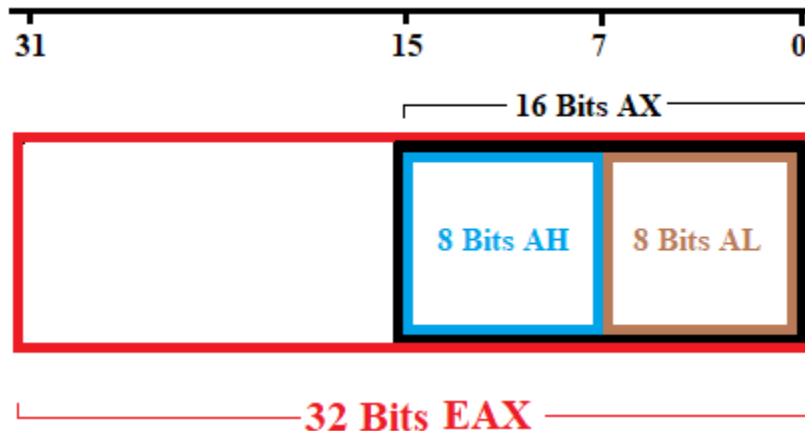 31 15 7 0
16 Bits AX
8 Bits AH 8 Bits AL
32 Bits EAX